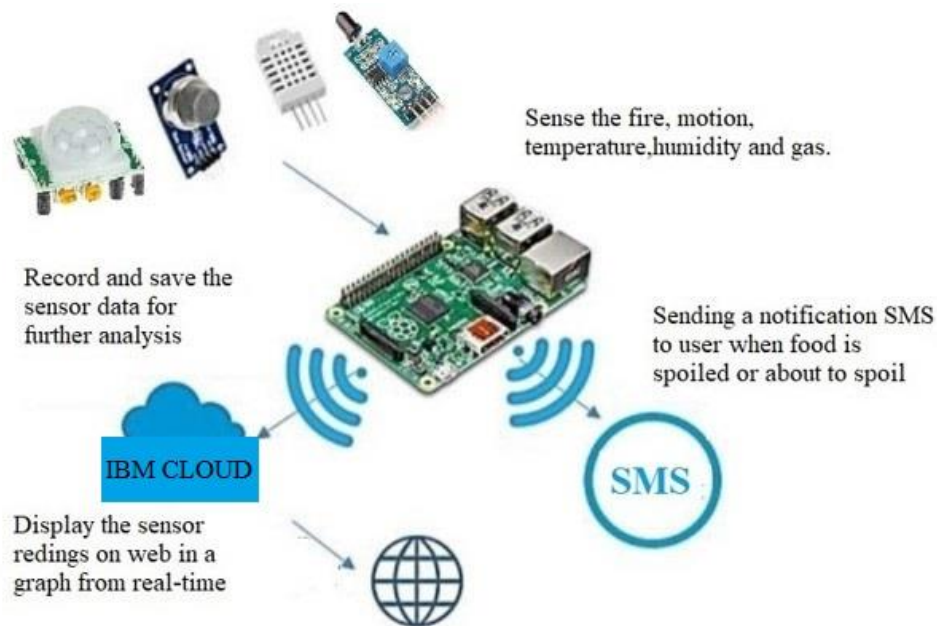 Sense the fire, motion,
temperature,humidity and gas.
Record and save the
sensor data for
further analysis
Sending a notification SMS
to user when food is
spoiled or about to spoil
IBM CLOUD
SMS
Display the sensor
redings on web in a
graph from real-time